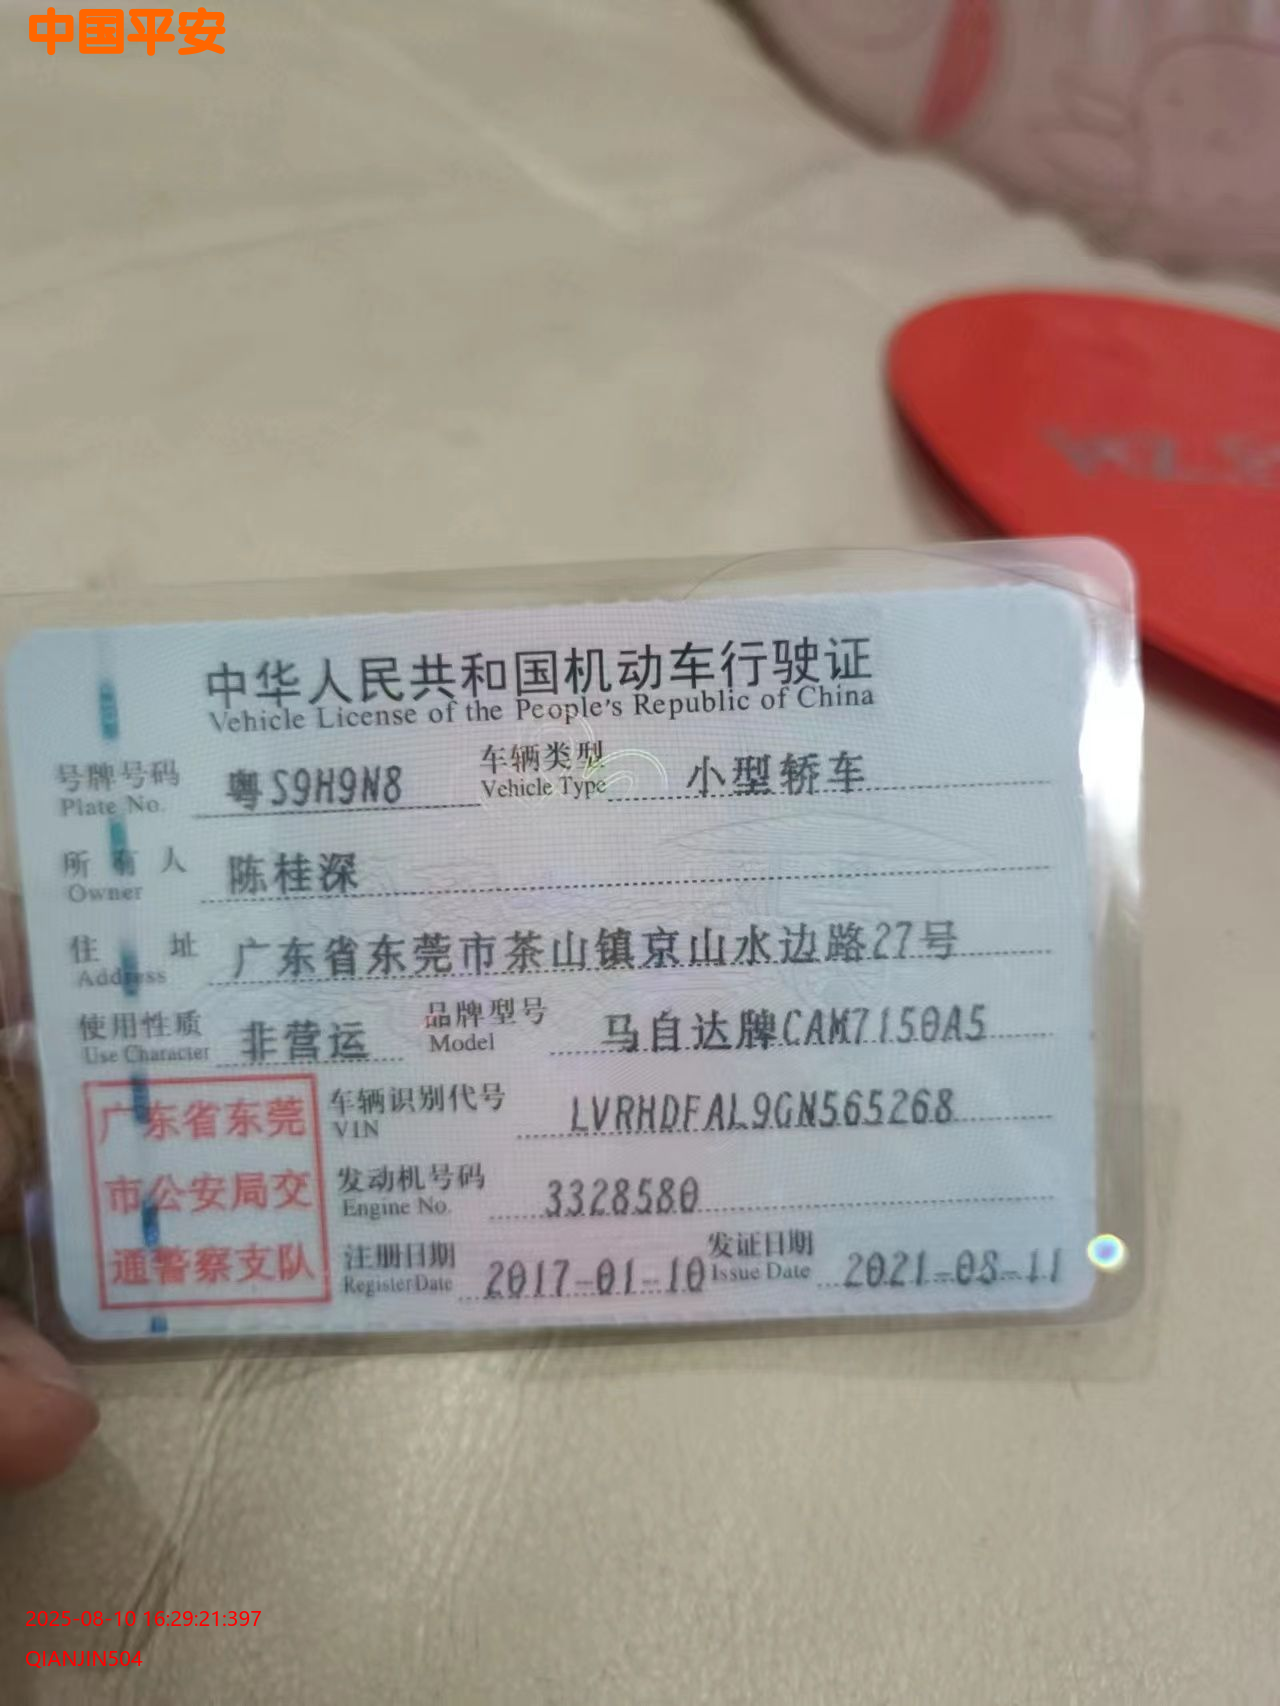 中国平安
中华人民共和国机动车行驶证
Vehicle License of the People's Republic of China
号牌号码 粤S9H9N8 车辆类型 小型轿车
Plate No. Vehicle Type
所有人 陈桂深
Owner
住址 广东省东莞市茶山镇京山水边路27号
Address
使用性质 非营运 品牌型号 马自达牌CAM7150A5
Use Character Model
广东省东莞
市公安局交
通警察支队
车辆识别代号 LVRHDFAL9GN565268
VIN
发动机号码 3328580
Engine No.
注册日期 2017-01-10 发证日期 2021-08-11
Register Date Issue Date
2025-08-10 16:29:21:397
QIANJIN504